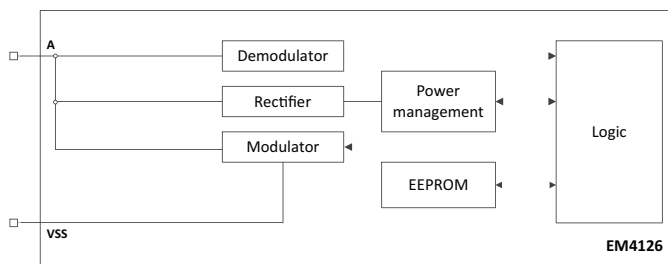 A
Demodulator
Rectifier
Power
management
Modulator
Logic
EEPROM
VSS
EM4126